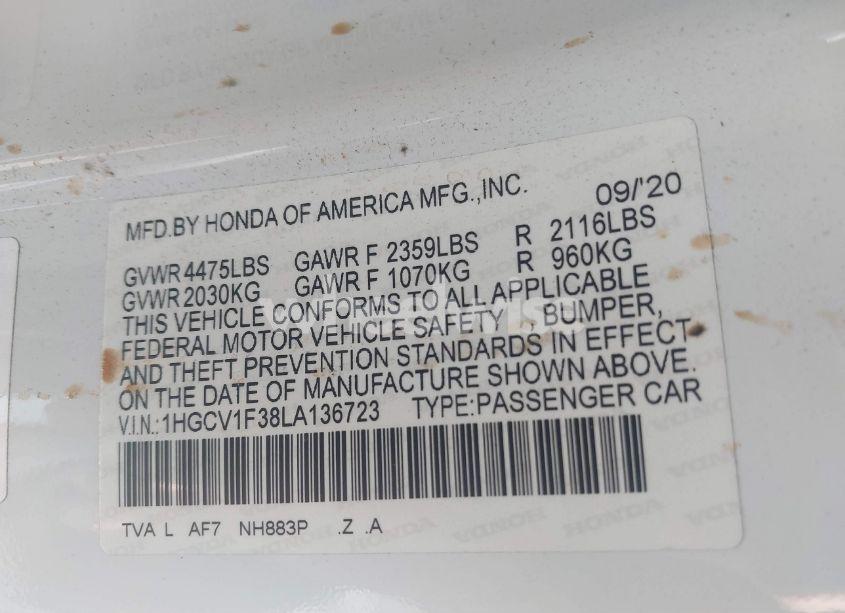 MFD.BY HONDA OF AMERICA MFG.,INC. 09/'20
GVWR 4475LBS GAWR F 2359LBS R 2116LBS
GVWR 2030KG GAWR F 1070KG R 960KG
THIS VEHICLE CONFORMS TO ALL APPLICABLE
FEDERAL MOTOR VEHICLE SAFETY BUMPER,
AND THEFT PREVENTION STANDARDS IN EFFECT
ON THE DATE OF MANUFACTURE SHOWN ABOVE.
V.I.N.:1HGCV1F38LA136723 TYPE:PASSENGER CAR
TVA L AF7 NH883P .Z .A